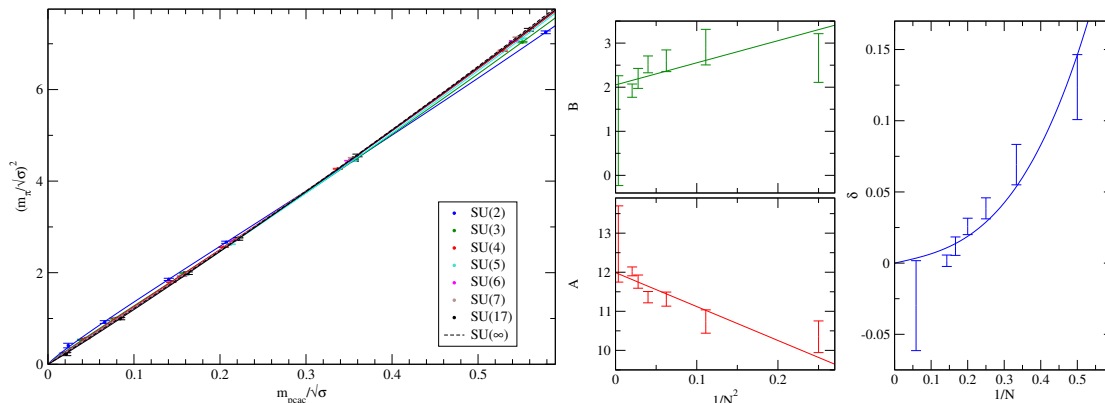 (mπ/√σ)²
6
4
2
0
0
0.1
0.2
0.3
0.4
0.5
m_pcac/√σ
SU(2)
SU(3)
SU(4)
SU(5)
SU(6)
SU(7)
SU(17)
SU(∞)
B
4
3
2
1
0
A
13
12
11
10
0
0.1
0.2
1/N²
δ
0.15
0.1
0.05
0
-0.05
0
0.1
0.2
0.3
0.4
0.5
1/N